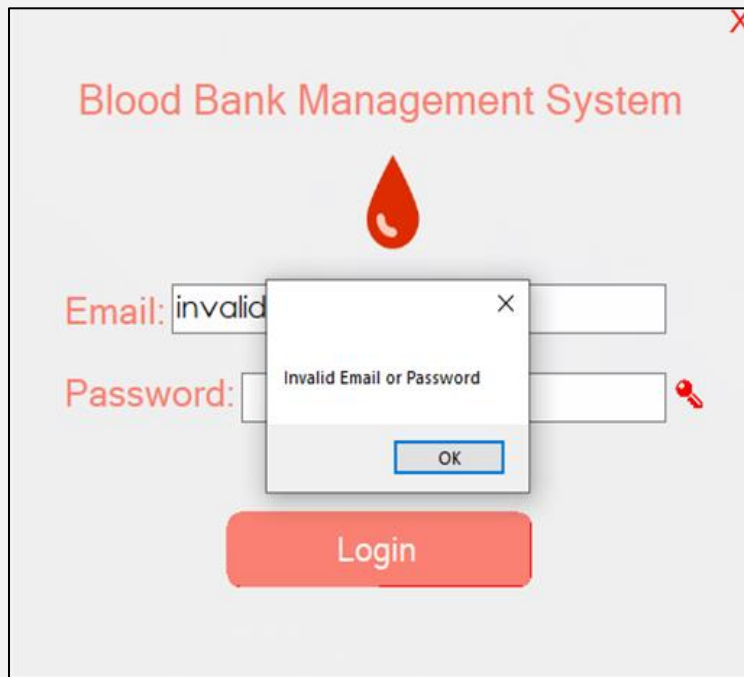 X
Blood Bank Management System
Email: invalid
Password:
Invalid Email or Password
OK
Login